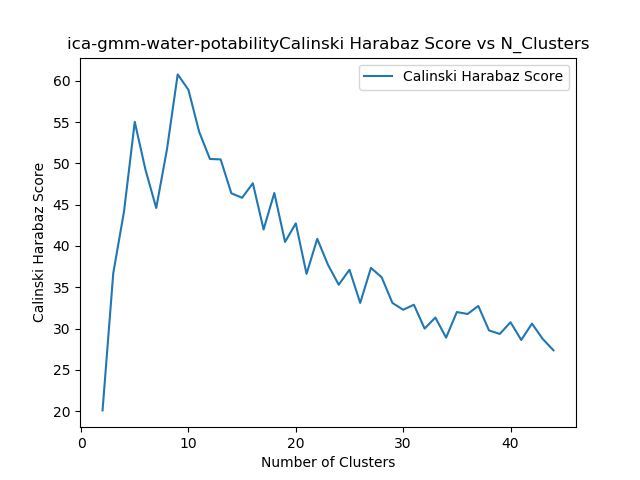 ica-gmm-water-potabilityCalinski Harabaz Score vs N_Clusters
Calinski Harabaz Score
60
55
50
45
40
35
30
25
20
Calinski Harabaz Score
0 10 20 30 40
Number of Clusters